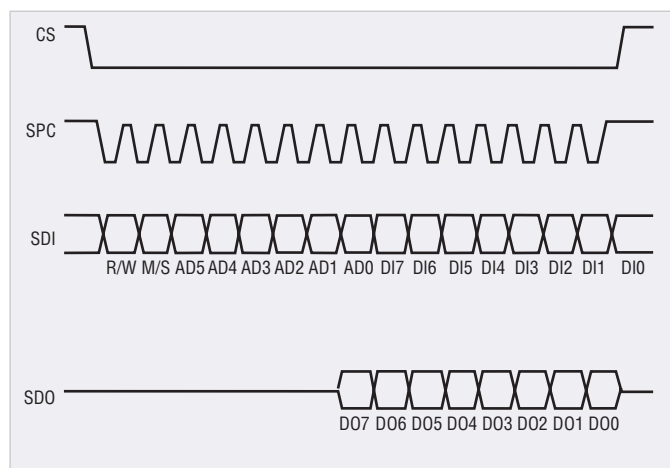 CS
SPC
SDI
R/W M/S AD5 AD4 AD3 AD2 AD1 AD0 DI7 DI6 DI5 DI4 DI3 DI2 DI1 DI0
SDO
DO7 DO6 DO5 DO4 DO3 DO2 DO1 DO0